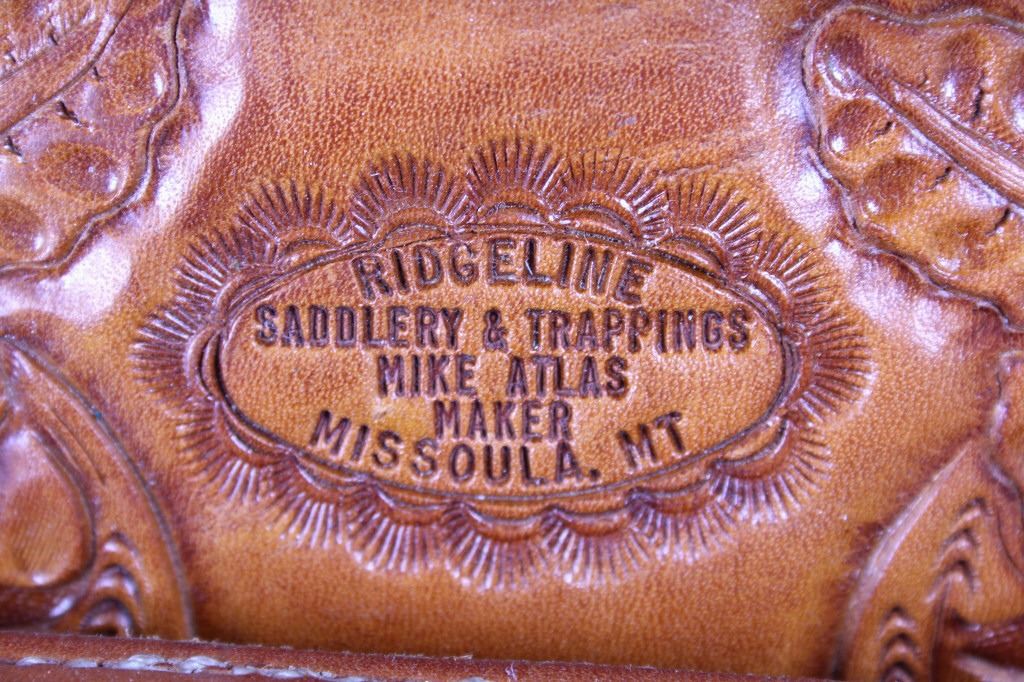 RIDGELINE
SADDLERY & TRAPPINGS
MIKE ATLAS
MAKER
MISSOULA. MT